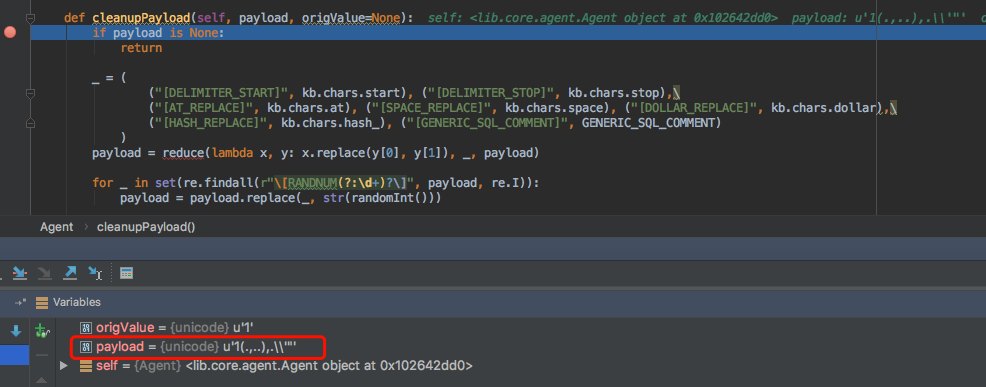 def cleanupPayload(self, payload, origValue=None):  self: <lib.core.agent.Agent object at 0x102642dd0>  payload: u'1(.,..),.\\'"'
if payload is None:
return
_ = (
("[DELIMITER_START]", kb.chars.start), ("[DELIMITER_STOP]", kb.chars.stop),\
("[AT_REPLACE]", kb.chars.at), ("[SPACE_REPLACE]", kb.chars.space), ("[DOLLAR_REPLACE]", kb.chars.dollar),\
("[HASH_REPLACE]", kb.chars.hash_), ("[GENERIC_SQL_COMMENT]", GENERIC_SQL_COMMENT)
)
payload = reduce(lambda x, y: x.replace(y[0], y[1]), _, payload)
for _ in set(re.findall(r"\[RANDNUM(?:\d+)?\]", payload, re.I)):
payload = payload.replace(_, str(randomInt()))
Agent › cleanupPayload()
Variables
origValue = {unicode} u'1'
payload = {unicode} u'1(.,..),.\\'"'
self = {Agent} <lib.core.agent.Agent object at 0x102642dd0>